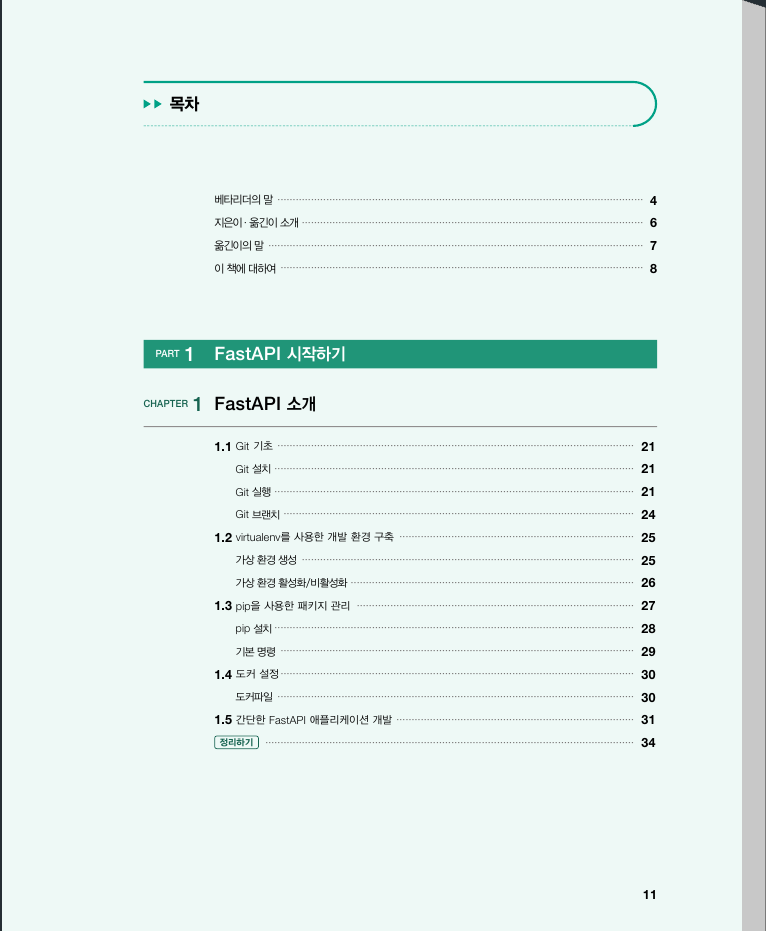 목차
베타리더의 말 4
지은이 · 옮긴이 소개 6
옮긴이의 말 7
이 책에 대하여 8
PART 1 FastAPI 시작하기
CHAPTER 1 FastAPI 소개
1.1 Git 기초 21
Git 설치 21
Git 실행 21
Git 브랜치 24
1.2 virtualenv를 사용한 개발 환경 구축 25
가상 환경 생성 25
가상 환경 활성화/비활성화 26
1.3 pip을 사용한 패키지 관리 27
pip 설치 28
기본 명령 29
1.4 도커 설정 30
도커파일 30
1.5 간단한 FastAPI 애플리케이션 개발 31
정리하기 34
11